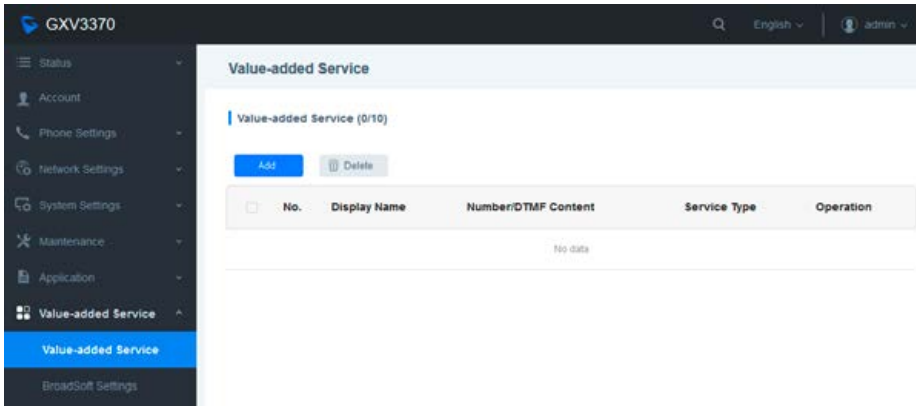 GXV3370
English
admin
Status
Account
Phone Settings
Network Settings
System Settings
Maintenance
Application
Value-added Service
Value-added Service
BroadSoft Settings
Value-added Service
Value-added Service (0/10)
Add
Delete
No. Display Name Number/DTMF Content Service Type Operation
No data